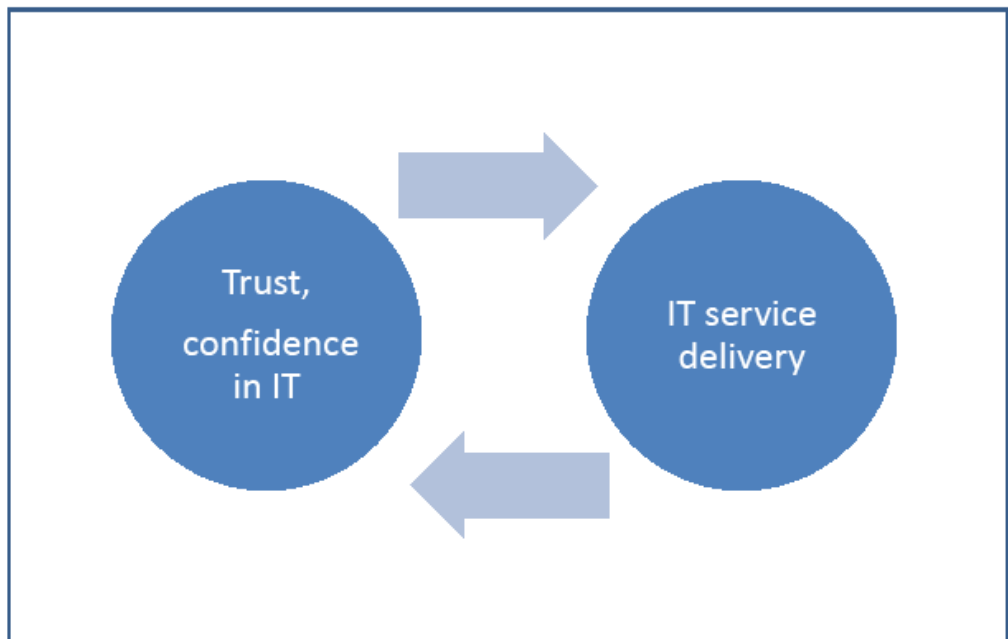 Trust,
confidence
in IT
IT service
delivery